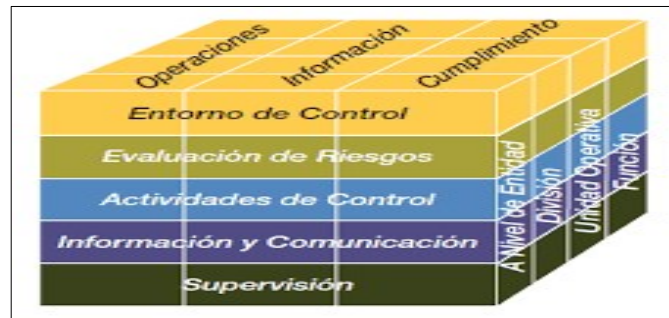 Operaciones
Información
Cumplimiento
Entorno de Control
Evaluación de Riesgos
Actividades de Control
Información y Comunicación
Supervisión
A Nivel de Entidad
División
Unidad Operativa
Función